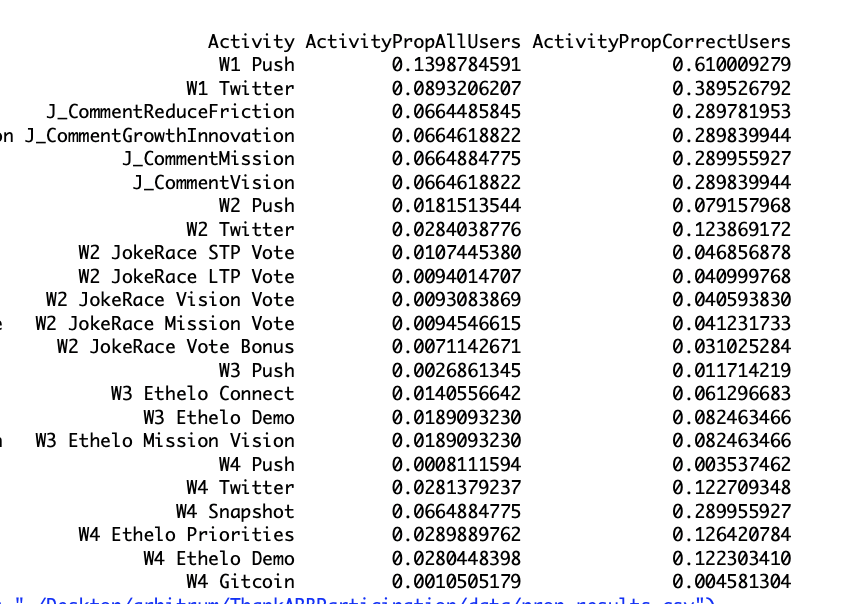 Activity ActivityPropAllUsers ActivityPropCorrectUsers
W1 Push 0.1398784591 0.610009279
W1 Twitter 0.0893206207 0.389526792
J_CommentReduceFriction 0.0664485845 0.289781953
on J_CommentGrowthInnovation 0.0664618822 0.289839944
J_CommentMission 0.0664884775 0.289955927
J_CommentVision 0.0664618822 0.289839944
W2 Push 0.0181513544 0.079157968
W2 Twitter 0.0284038776 0.123869172
W2 JokeRace STP Vote 0.0107445380 0.046856878
W2 JokeRace LTP Vote 0.0094014707 0.040999768
W2 JokeRace Vision Vote 0.0093083869 0.040593830
e W2 JokeRace Mission Vote 0.0094546615 0.041231733
W2 JokeRace Vote Bonus 0.0071142671 0.031025284
W3 Push 0.0026861345 0.011714219
W3 Ethelo Connect 0.0140556642 0.061296683
W3 Ethelo Demo 0.0189093230 0.082463466
n W3 Ethelo Mission Vision 0.0189093230 0.082463466
W4 Push 0.0008111594 0.003537462
W4 Twitter 0.0281379237 0.122709348
W4 Snapshot 0.0664884775 0.289955927
W4 Ethelo Priorities 0.0289889762 0.126420784
W4 Ethelo Demo 0.0280448398 0.122303410
W4 Gitcoin 0.0010505179 0.004581304